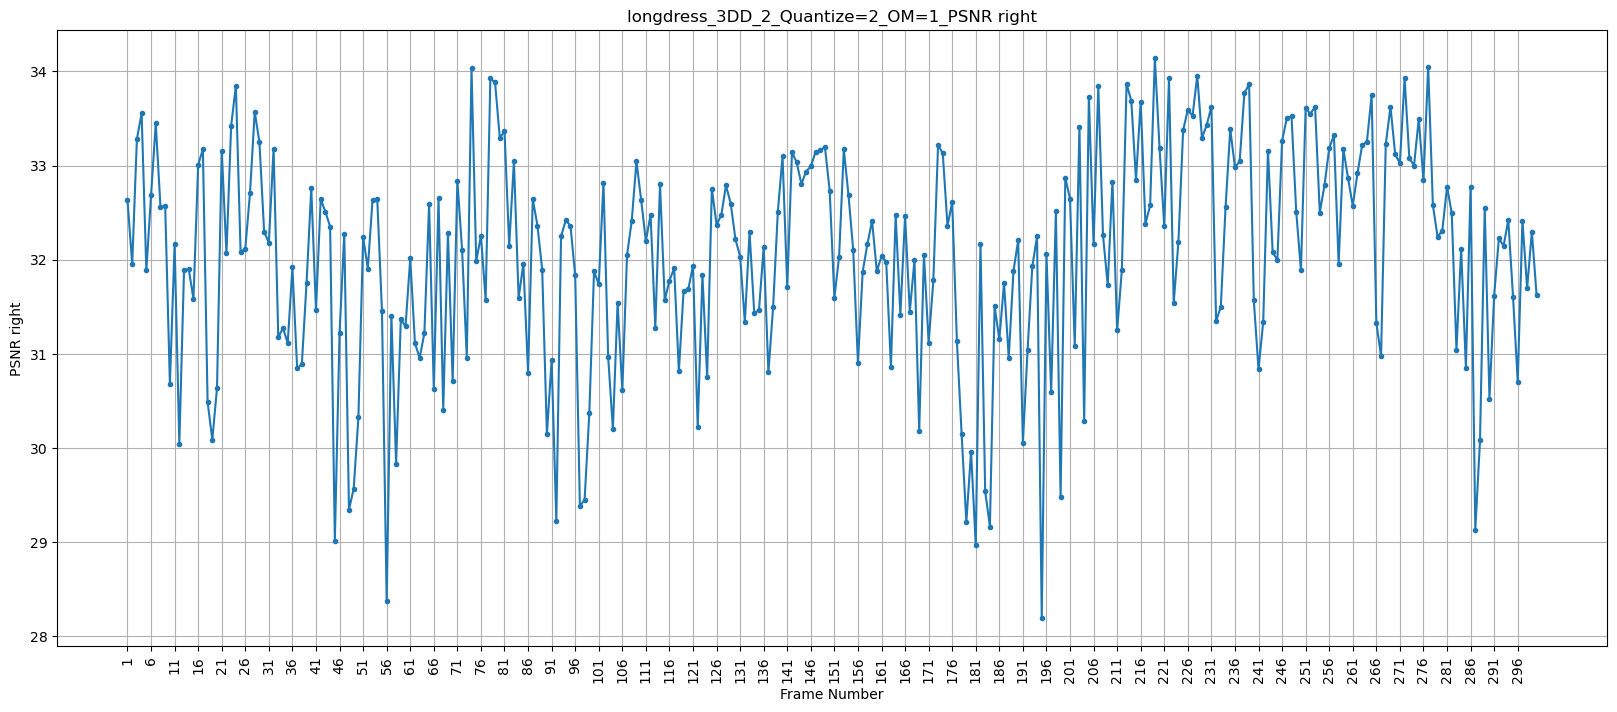 longdress_3DD_2_Quantize=2_OM=1_PSNR right
34
33
32
31
30
29
28
PSNR right
1 6 11 16 21 26 31 36 41 46 51 56 61 66 71 76 81 86 91 96 101 106 111 116 121 126 131 136 141 146 151 156 161 166 171 176 181 186 191 196 201 206 211 216 221 226 231 236 241 246 251 256 261 266 271 276 281 286 291 296
Frame Number